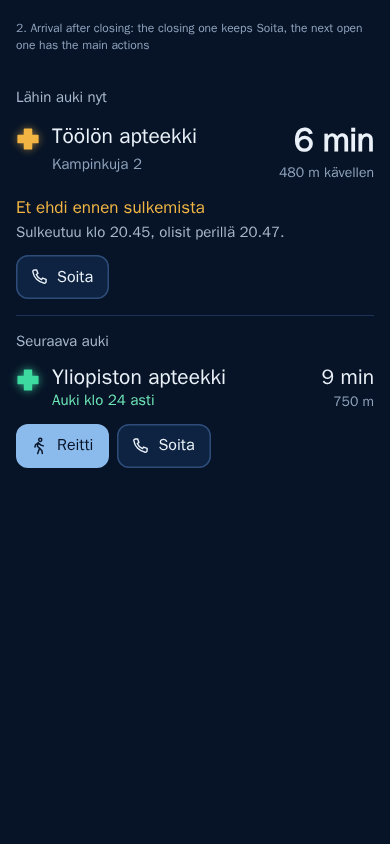 2. Arrival after closing: the closing one keeps Soita, the next open
one has the main actions
Lähin auki nyt
Töölön apteekki
6 min
Kampinkuja 2
480 m kävellen
Et ehdi ennen sulkemista
Sulkeutuu klo 20.45, olisit perillä 20.47.
Soita
Seuraava auki
Yliopiston apteekki
9 min
Auki klo 24 asti
750 m
Reitti
Soita